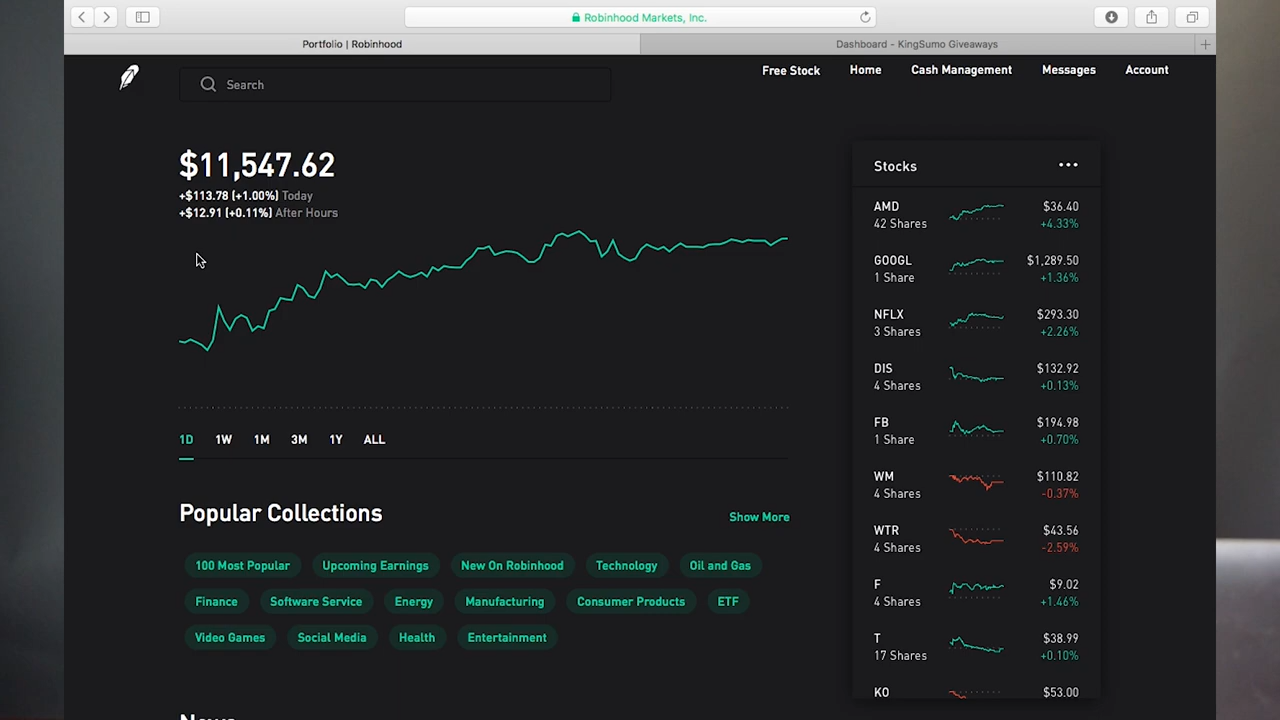 Robinhood Markets, Inc.
Portfolio | Robinhood
Dashboard - KingSumo Giveaways
Search
Free Stock
Home
Cash Management
Messages
Account
$11,547.62
+$113.78 (+1.00%) Today
+$12.91 (+0.11%) After Hours
1D 1W 1M 3M 1Y ALL
Popular Collections
Show More
100 Most Popular
Upcoming Earnings
New On Robinhood
Technology
Oil and Gas
Finance
Software Service
Energy
Manufacturing
Consumer Products
ETF
Video Games
Social Media
Health
Entertainment
News
Stocks
AMD $36.40
42 Shares +4.33%
GOOGL $1,289.50
1 Share +1.36%
NFLX $293.30
3 Shares +2.26%
DIS $132.92
4 Shares +0.13%
FB $194.98
1 Share +0.70%
WM $110.82
4 Shares -0.37%
WTR $43.56
4 Shares -2.59%
F $9.02
4 Shares +1.46%
T $38.99
17 Shares +0.10%
KO $53.00